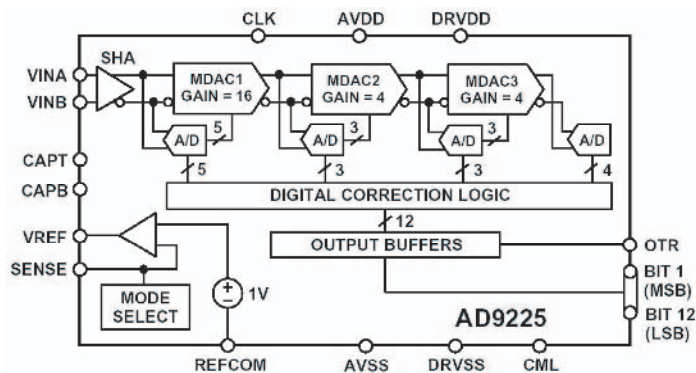 CLK AVDD DRVDD
SHA
VINA
VINB
MDAC1
GAIN = 16
MDAC2
GAIN = 4
MDAC3
GAIN = 4
A/D 5 A/D 3 A/D 3 A/D
5 3 3 4
CAPT
CAPB
DIGITAL CORRECTION LOGIC
12
VREF
OUTPUT BUFFERS
OTR
SENSE
MODE
SELECT
+
−
1V
BIT 1
(MSB)
BIT 12
(LSB)
AD9225
REFCOM AVSS DRVSS CML